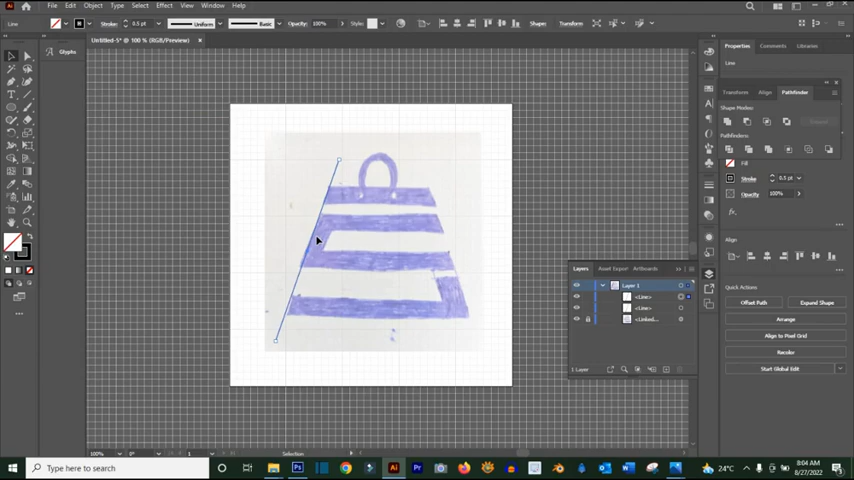 File Edit Object Type Select Effect View Window Help
Line Stroke: 0.5 pt Uniform Basic Opacity: 100% Style: Shape: Transform
Untitled-5* @ 100 % (RGB/Preview) ×
Glyphs
Properties Comments Libraries
Line
Transform Align Pathfinder
Shape Modes:
Expand
Pathfinders:
Fill
Stroke 0.5 pt
Opacity 100%
fx.
Align
Quick Actions
Offset Path Expand Shape
Arrange
Align to Pixel Grid
Recolor
Start Global Edit
Layers Asset Export Artboards
Layer 1
<Line>
<Line>
<Linked...
1 Layer
100% 0° 1 Selection
Type here to search
24°C
8:04 AM
8/27/2022